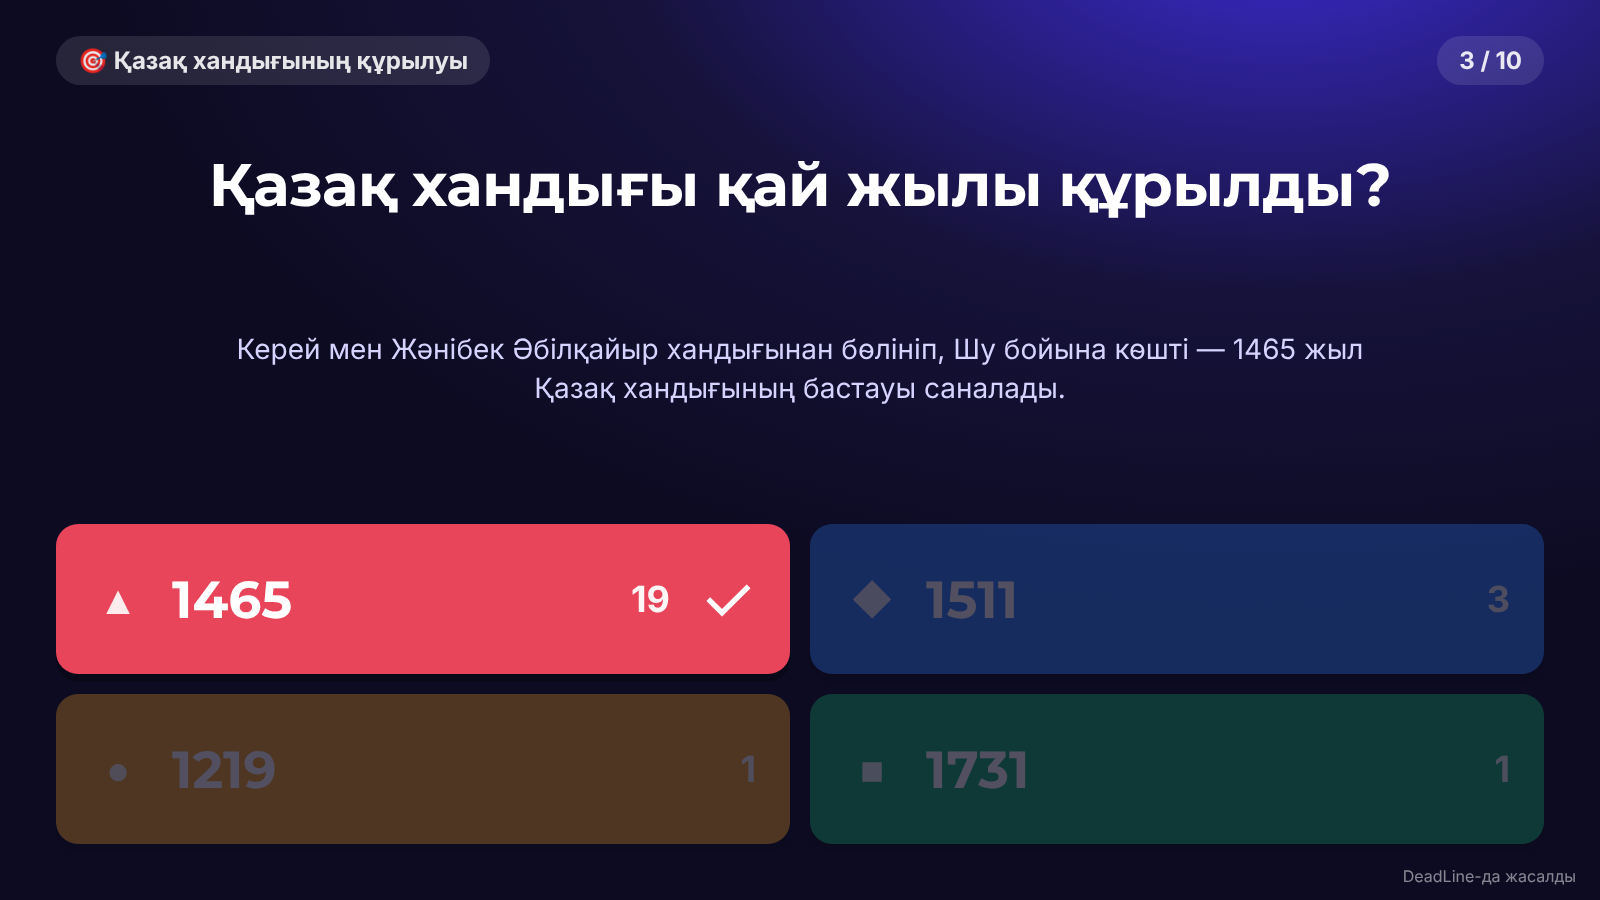 🎯 Қазақ хандығының құрылуы
3 / 10
Қазақ хандығы қай жылы құрылды?
Керей мен Жәнібек Әбілқайыр хандығынан бөлініп, Шу бойына көшті — 1465 жыл
Қазақ хандығының бастауы саналады.
▲ 1465 19 ✓
◆ 1511 3
● 1219 1
■ 1731 1
DeadLine-да жасалды